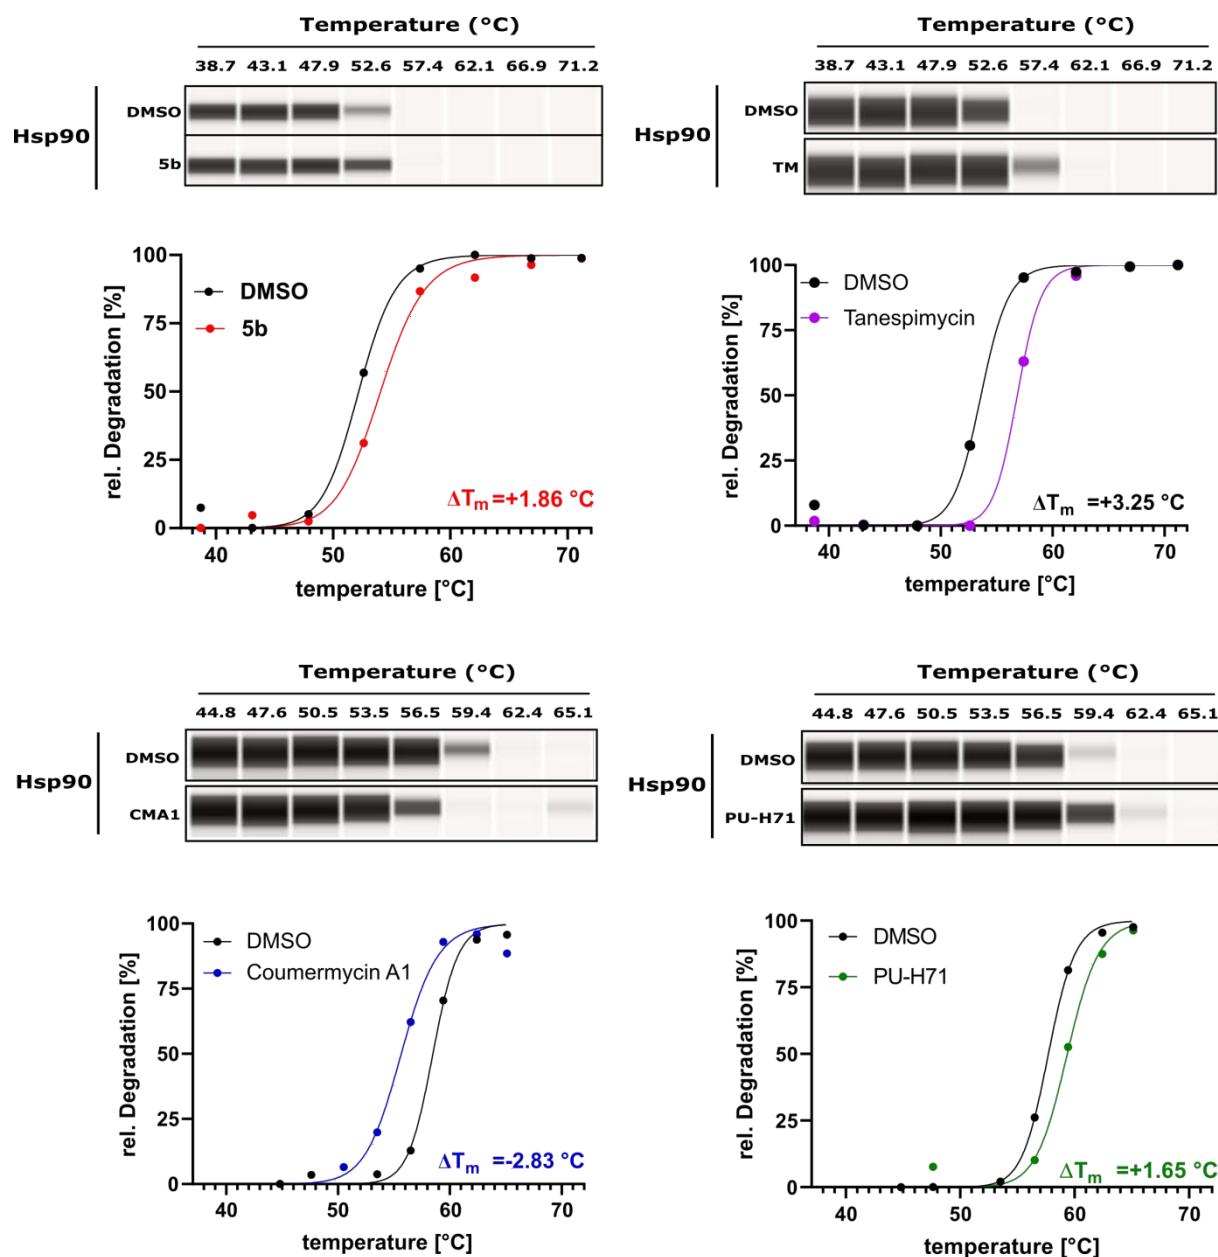 Temperature (°C)
38.7 43.1 47.9 52.6 57.4 62.1 66.9 71.2
Hsp90
DMSO
5b
Temperature (°C)
38.7 43.1 47.9 52.6 57.4 62.1 66.9 71.2
Hsp90
DMSO
TM
rel. Degradation [%]
100
75
50
25
0
DMSO
5b
ΔTm =+1.86 °C
40 50 60 70
temperature [°C]
rel. Degradation [%]
100
75
50
25
0
DMSO
Tanespimycin
ΔTm =+3.25 °C
40 50 60 70
temperature [°C]
Temperature (°C)
44.8 47.6 50.5 53.5 56.5 59.4 62.4 65.1
Hsp90
DMSO
CMA1
Temperature (°C)
44.8 47.6 50.5 53.5 56.5 59.4 62.4 65.1
Hsp90
DMSO
PU-H71
rel. Degradation [%]
100
75
50
25
0
DMSO
Coumermycin A1
ΔTm =-2.83 °C
40 50 60 70
temperature [°C]
rel. Degradation [%]
100
75
50
25
0
DMSO
PU-H71
ΔTm =+1.65 °C
40 50 60 70
temperature [°C]